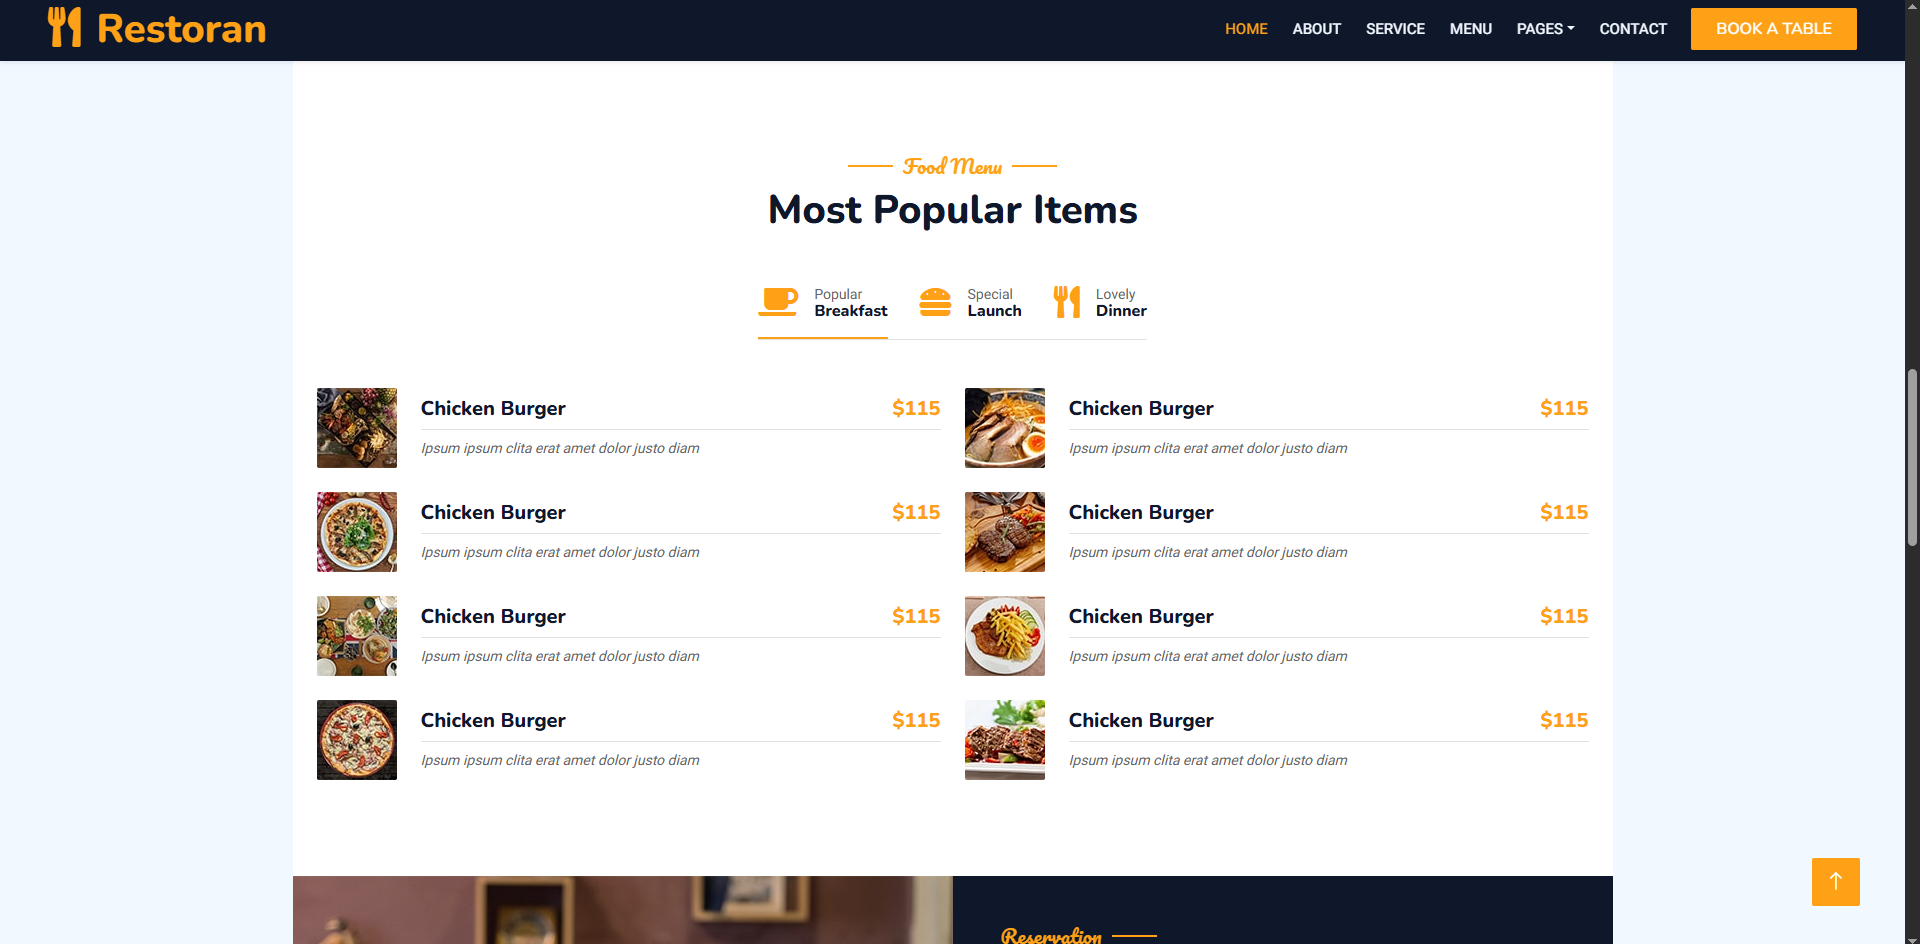 Restoran
HOME ABOUT SERVICE MENU PAGES CONTACT BOOK A TABLE
Food Menu
Most Popular Items
Popular
Breakfast
Special
Launch
Lovely
Dinner
Chicken Burger $115
Ipsum ipsum clita erat amet dolor justo diam
Chicken Burger $115
Ipsum ipsum clita erat amet dolor justo diam
Chicken Burger $115
Ipsum ipsum clita erat amet dolor justo diam
Chicken Burger $115
Ipsum ipsum clita erat amet dolor justo diam
Chicken Burger $115
Ipsum ipsum clita erat amet dolor justo diam
Chicken Burger $115
Ipsum ipsum clita erat amet dolor justo diam
Chicken Burger $115
Ipsum ipsum clita erat amet dolor justo diam
Chicken Burger $115
Ipsum ipsum clita erat amet dolor justo diam
Reservation